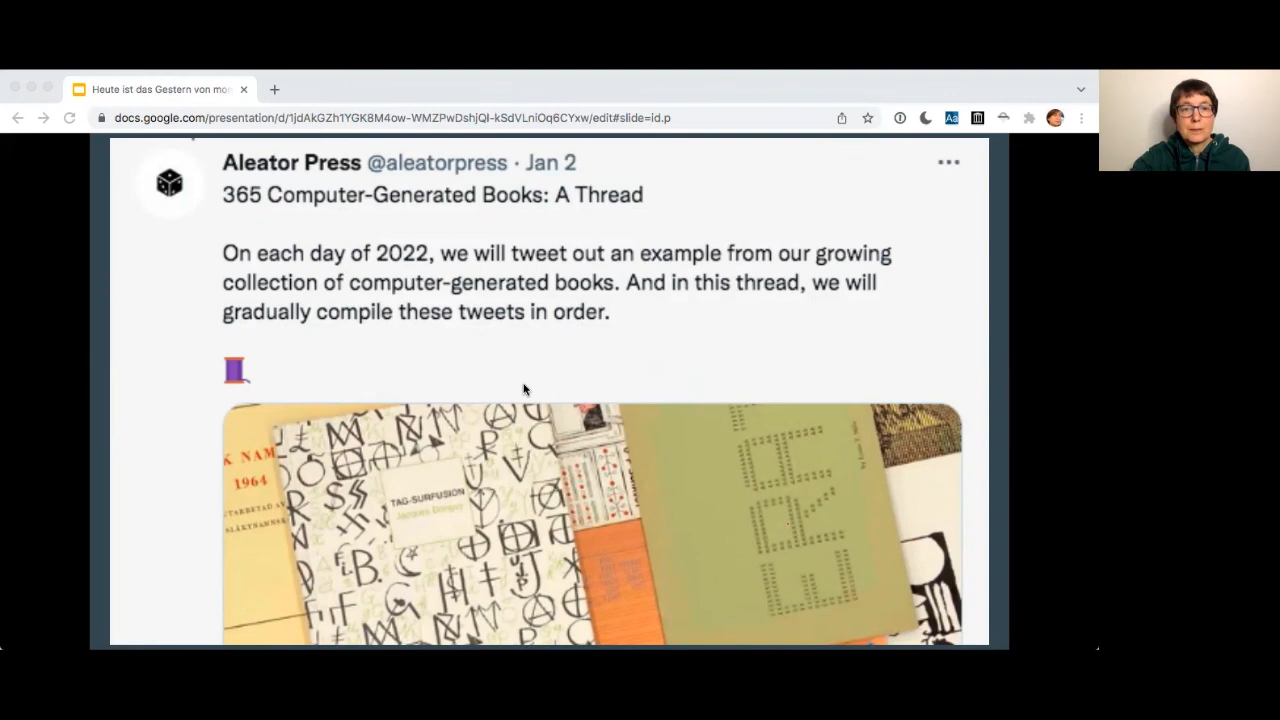 Heute ist das Gestern von mor
docs.google.com/presentation/d/1jdAkGZh1YGK8M4ow-WMZPwDshjQI-kSdVLniOq6CYxw/edit#slide=id.p
Aleator Press @aleatorpress · Jan 2
365 Computer-Generated Books: A Thread
On each day of 2022, we will tweet out an example from our growing
collection of computer-generated books. And in this thread, we will
gradually compile these tweets in order.
K NAM
1964
TAG-SURFUSION
Jacques Donguy